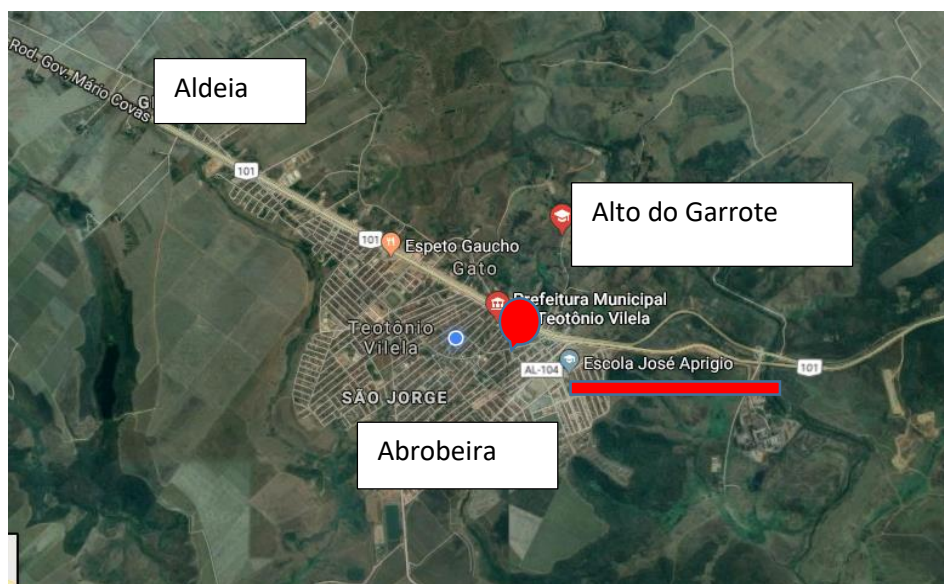 Rod. Gov. Mário Covas
Aldeia
G
101
Alto do Garrote
101
Espeto Gaucho
Gato
Prefeitura Municipal
Teotônio Vilela
Teotônio
Vilela
AL-104
Escola José Aprigio
101
SÃO JORGE
Abrobeira